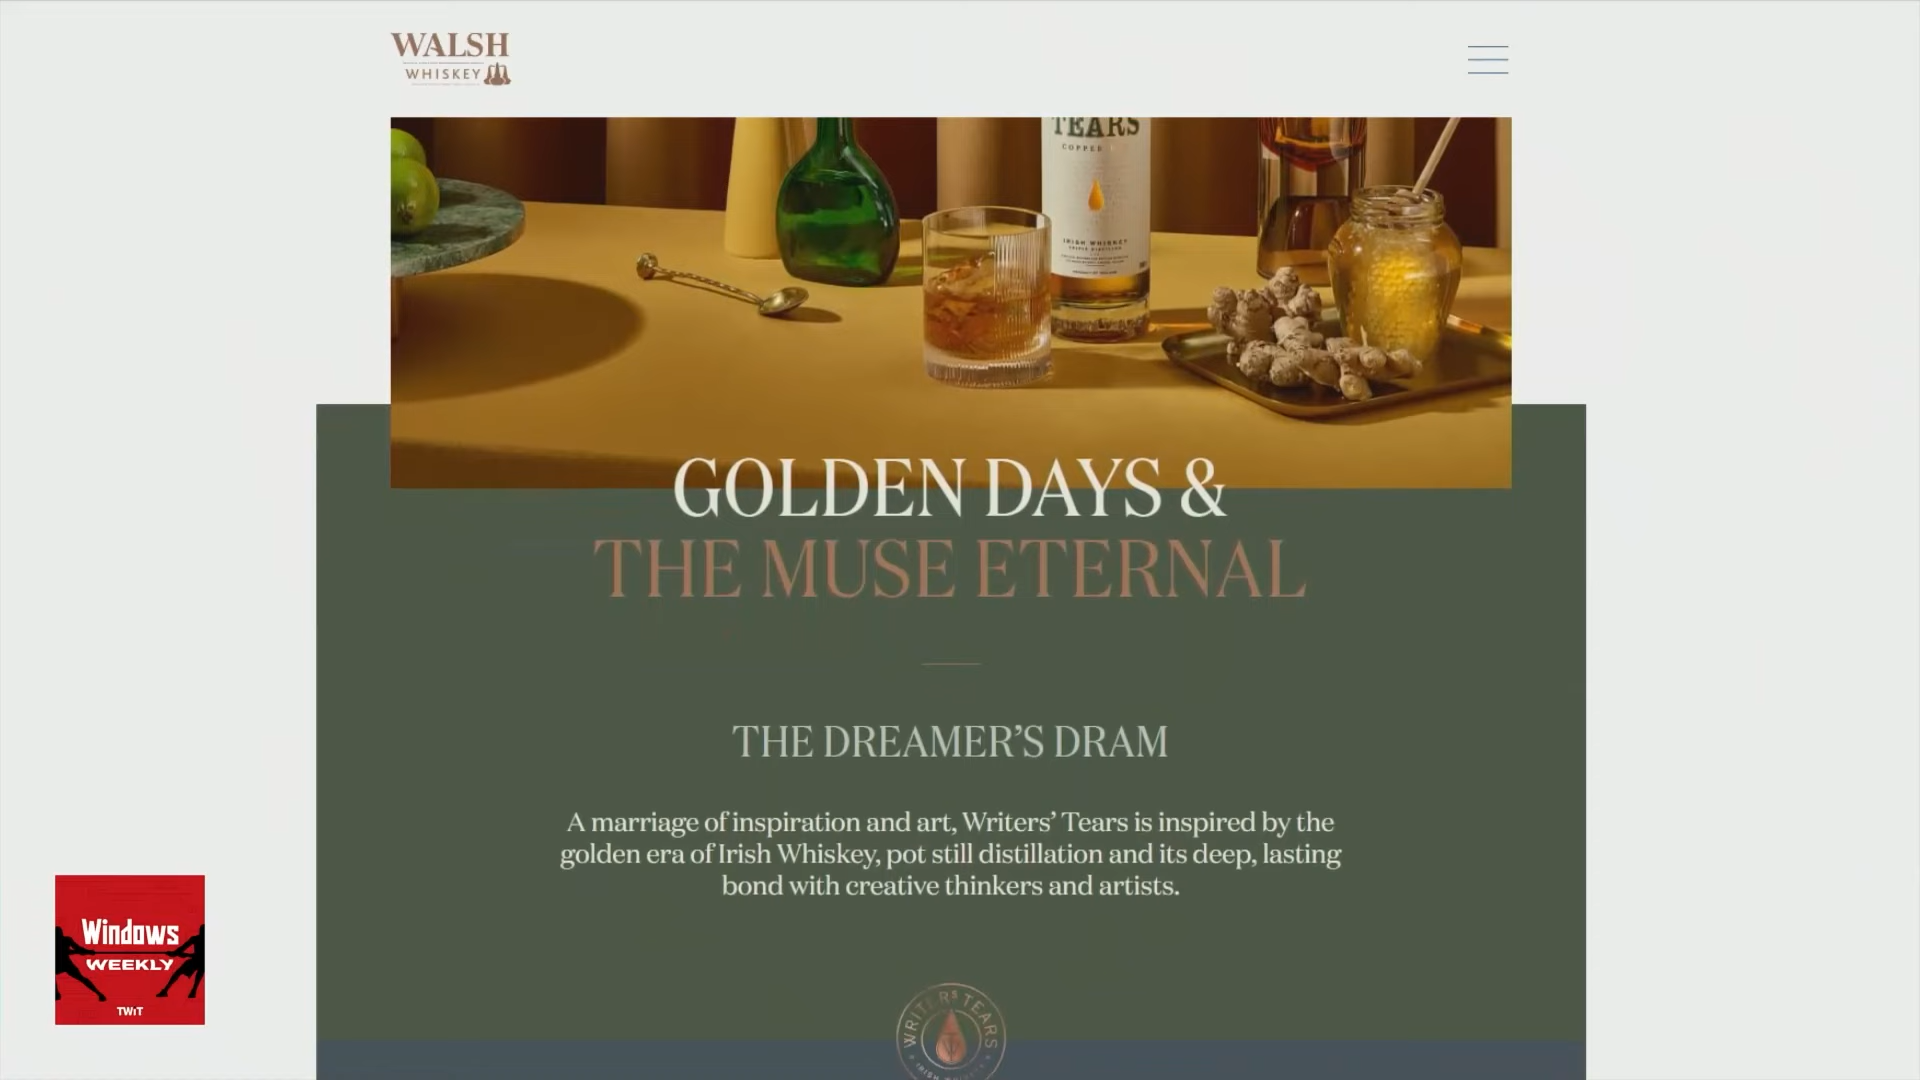 WALSH
WHISKEY
TEARS
COPPER
IRISH WHISKEY
GOLDEN DAYS &
THE MUSE ETERNAL
THE DREAMER'S DRAM
A marriage of inspiration and art, Writers' Tears is inspired by the
golden era of Irish Whiskey, pot still distillation and its deep, lasting
bond with creative thinkers and artists.
Windows
WEEKLY
TWiT
WRITERS TEARS